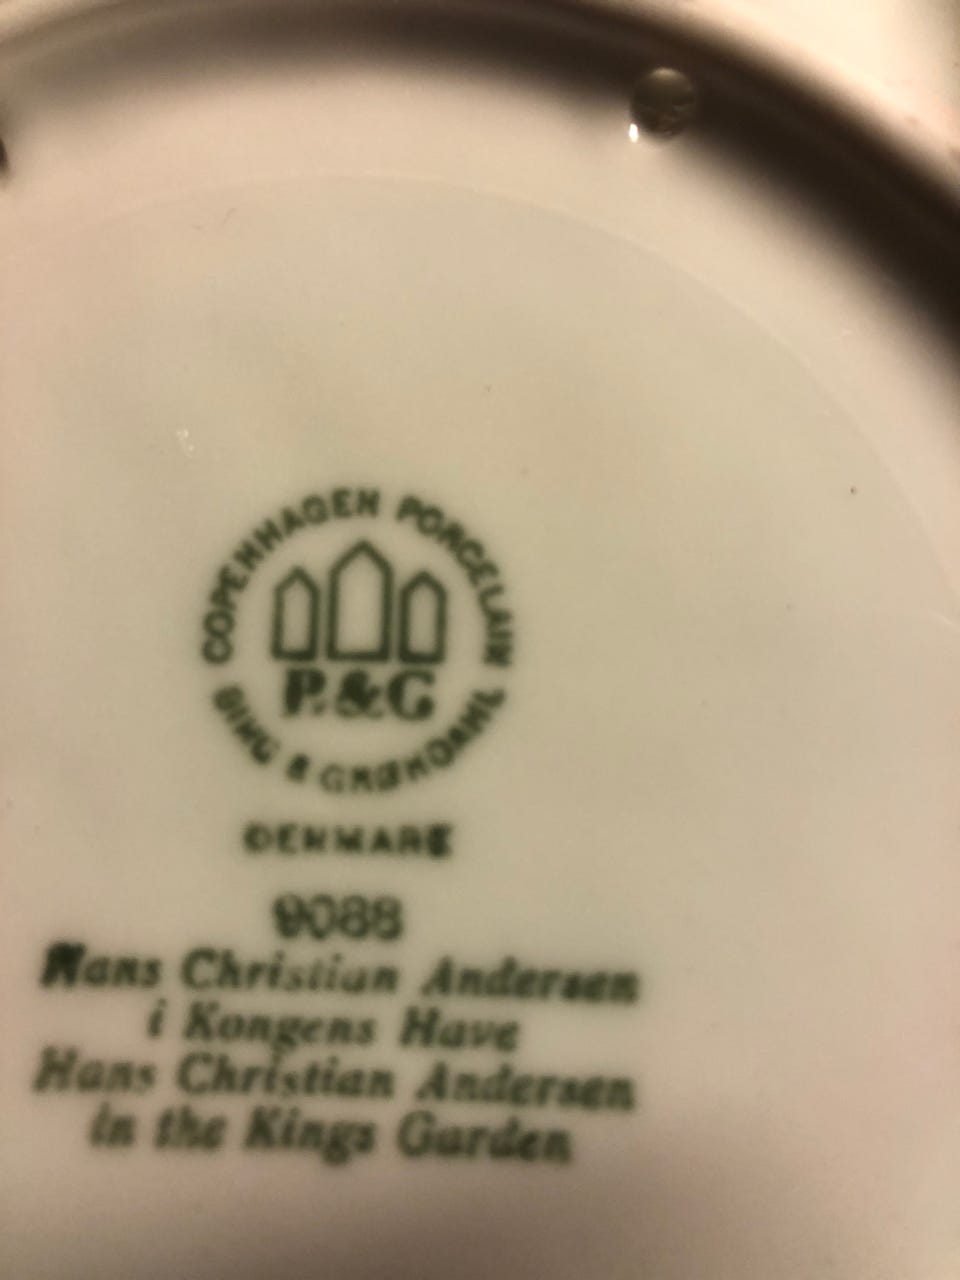 COPENHAGEN PORCELAIN
B&G
BING & GRØNDAHL
DENMARK
9088
Hans Christian Andersen
i Kongens Have
Hans Christian Andersen
in the Kings Garden